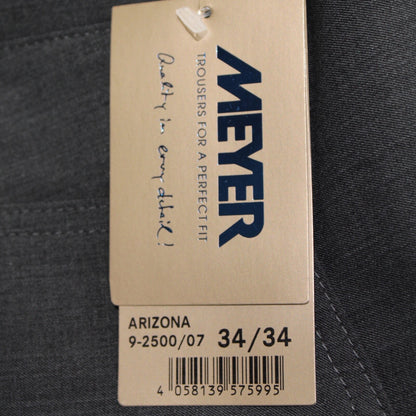 MEYER
TROUSERS FOR A PERFECT FIT
Quality in every detail!
ARIZONA
9-2500/07 34/34
4 058139 575995